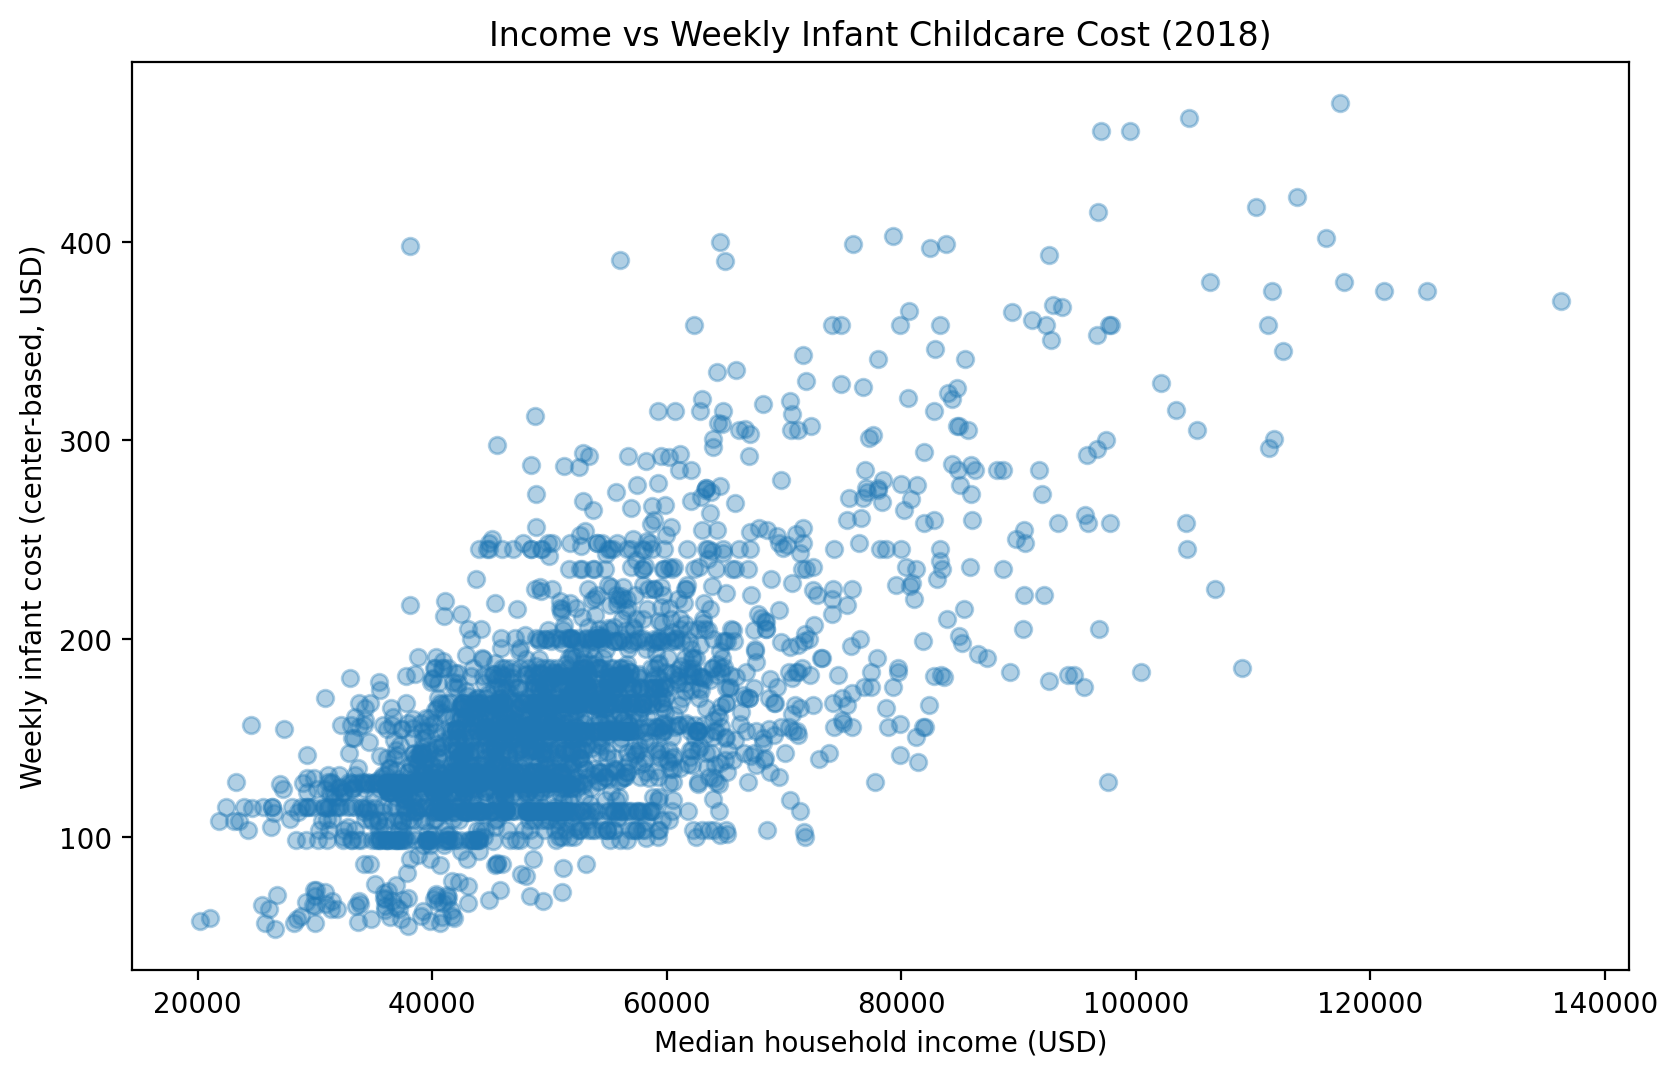 Income vs Weekly Infant Childcare Cost (2018)
Weekly infant cost (center-based, USD)
400
300
200
100
20000 40000 60000 80000 100000 120000 140000
Median household income (USD)